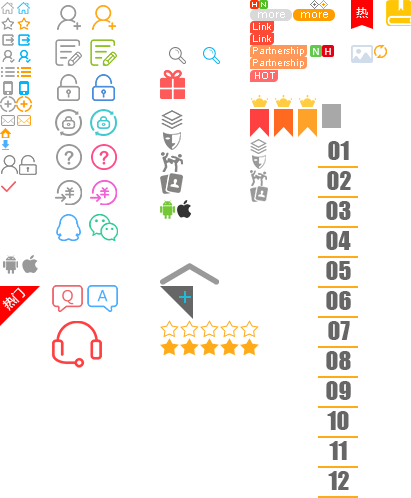 H N
more more
Link
Link
Partnership N H
Partnership
HOT
热
01
02
03
04
05
06
07
08
09
10
11
12
热门
Q A